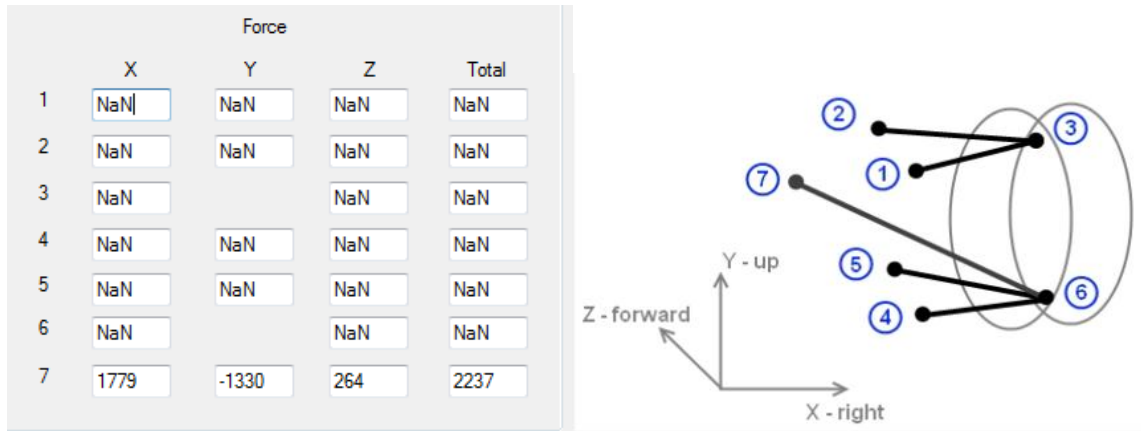 Force
X Y Z Total
1 NaN NaN NaN NaN
2 NaN NaN NaN NaN
3 NaN NaN NaN
4 NaN NaN NaN NaN
5 NaN NaN NaN NaN
6 NaN NaN NaN
7 1779 -1330 264 2237
2
3
1
7
Y - up
5
6
Z - forward
4
X - right